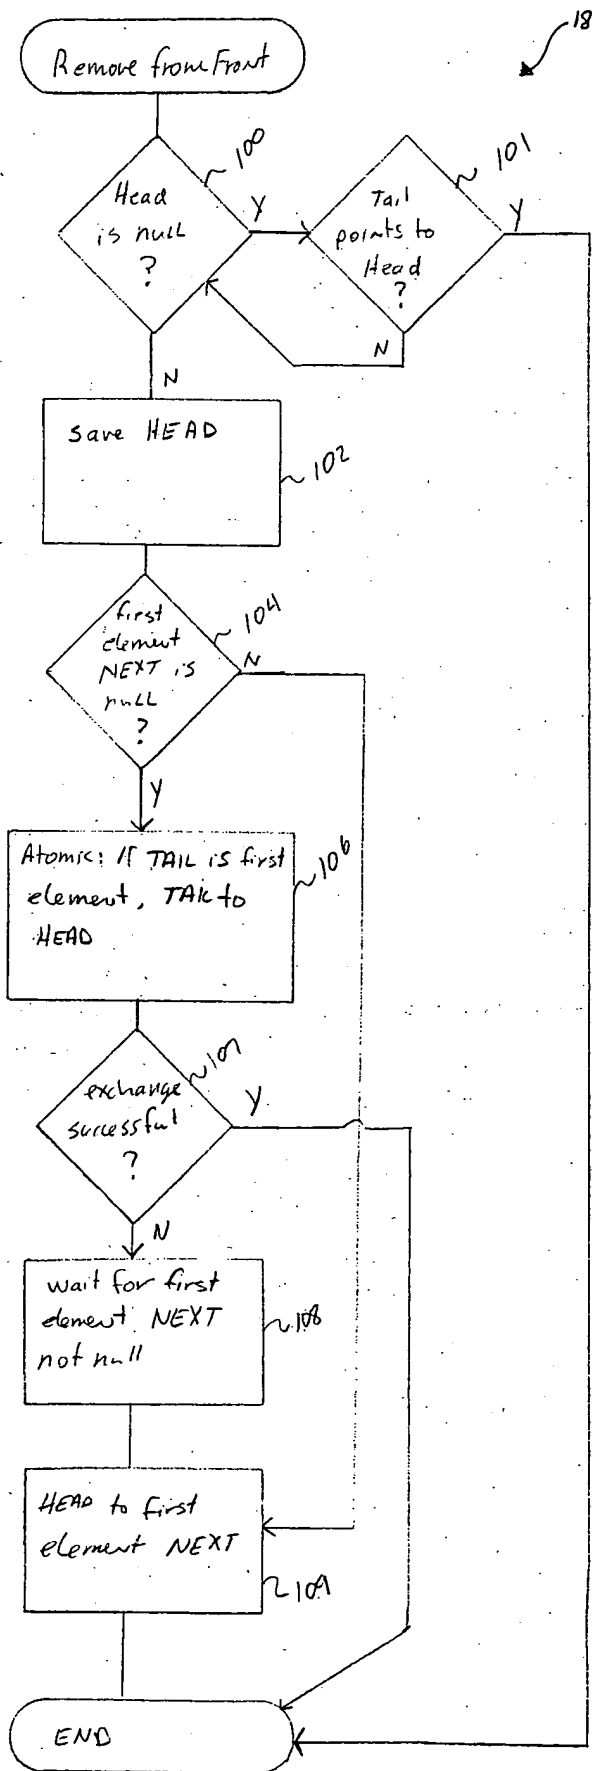 18
Remove from Front
100
Head
is null
?
Y
N
101
Tail
points to
Head
?
Y
N
save HEAD
102
first
element
NEXT is
null
?
104
N
Y
Atomic: If TAIL is first
element, TAIL to
HEAD
106
exchange
successful
?
107
Y
N
wait for first
element NEXT
not null
108
HEAD to first
element NEXT
109
END